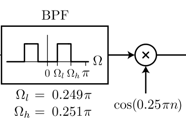 BPF
Ω
0 Ωl Ωh π
×
Ωl = 0.249π
Ωh = 0.251π
cos(0.25πn)